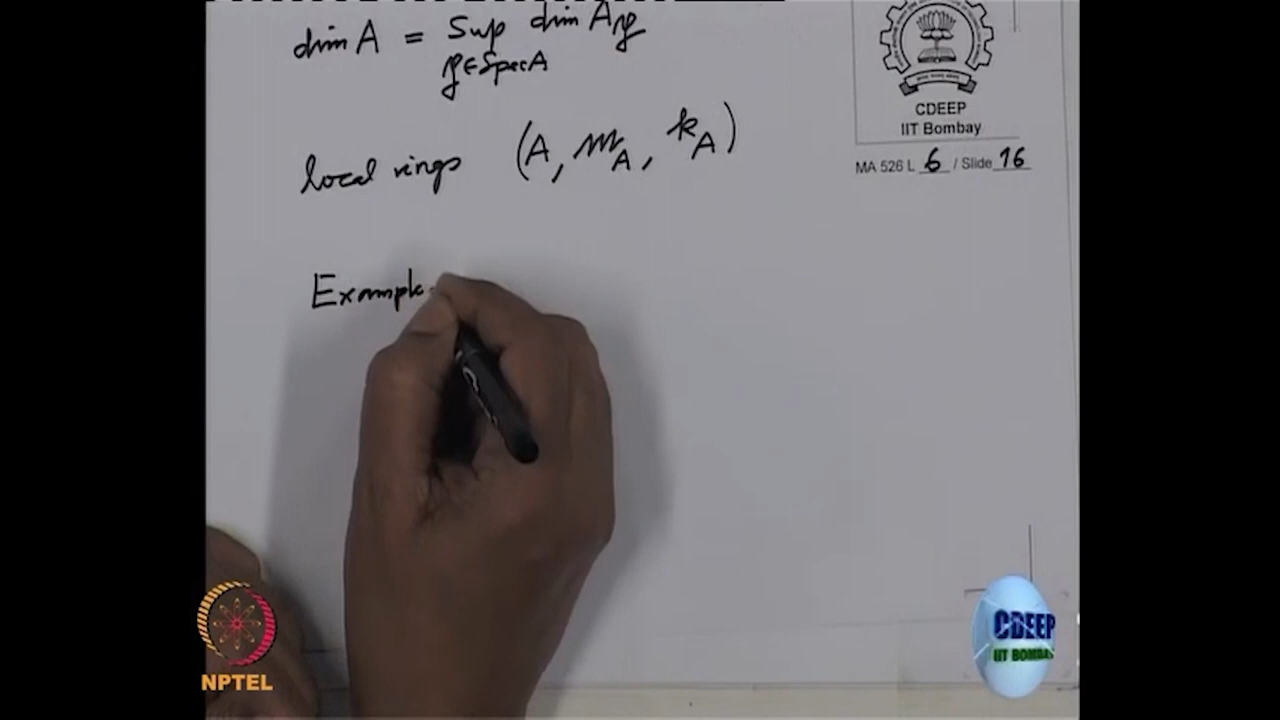 dim A = Sup dim A𝔭
𝔭∈Spec A
local rings (A, 𝔪_A, k_A)
Example
CDEEP
IIT Bombay
MA 526 L 6 / Slide 16
NPTEL
CDEEP
IIT BOMBAY